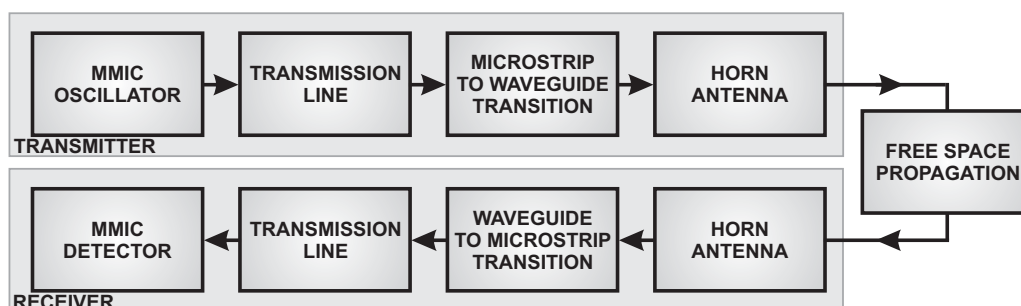 MMIC
OSCILLATOR
TRANSMISSION
LINE
MICROSTRIP
TO WAVEGUIDE
TRANSITION
HORN
ANTENNA
TRANSMITTER
FREE SPACE
PROPAGATION
MMIC
DETECTOR
TRANSMISSION
LINE
WAVEGUIDE
TO MICROSTRIP
TRANSITION
HORN
ANTENNA
RECEIVER